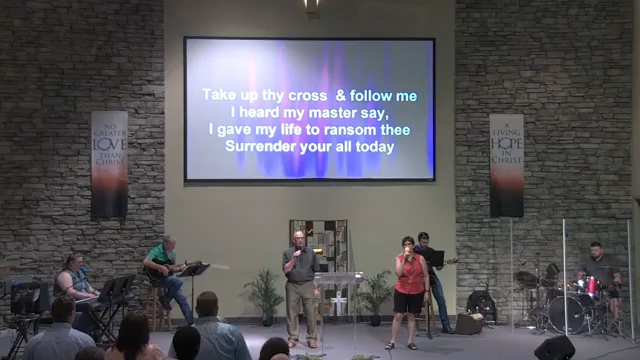 Take up thy cross & follow me
I heard my master say,
I gave my life to ransom thee
Surrender your all today
NO
GREATER
LOVE
THAN
CHRIST
A
LIVING
HOPE
IN
CHRIST